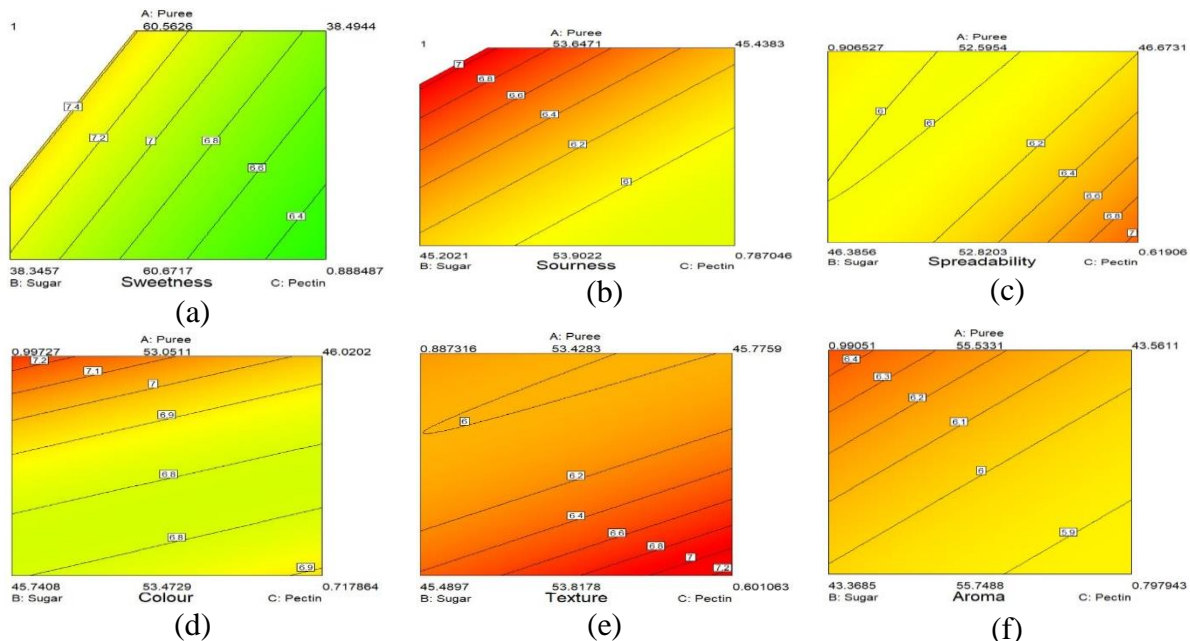 A: Puree
1 60.5626 38.4944
7.4
7.2 7 6.8
6.6
6.4
38.3457 60.6717 0.888487
B: Sugar Sweetness C: Pectin
(a)
A: Puree
1 53.6471 45.4383
7
6.8
6.6
6.4
6.2
6
45.2021 53.9022 0.787046
B: Sugar Sourness C: Pectin
(b)
A: Puree
0.906527 52.5954 46.6731
6
6
6.2
6.4
6.6
6.8
7
46.3856 52.8203 0.61906
B: Sugar Spreadability C: Pectin
(c)
A: Puree
0.99727 53.0511 46.0202
7.2
7.1
7
6.9
6.8
6.8
6.9
45.7408 53.4729 0.717864
B: Sugar Colour C: Pectin
(d)
A: Puree
0.887316 53.4283 45.7759
6
6.2
6.4
6.6
6.8
7
7.2
45.4897 53.8178 0.601063
B: Sugar Texture C: Pectin
(e)
A: Puree
0.99051 55.5331 43.5611
6.4
6.3
6.2
6.1
6
5.9
43.3685 55.7488 0.797943
B: Sugar Aroma C: Pectin
(f)